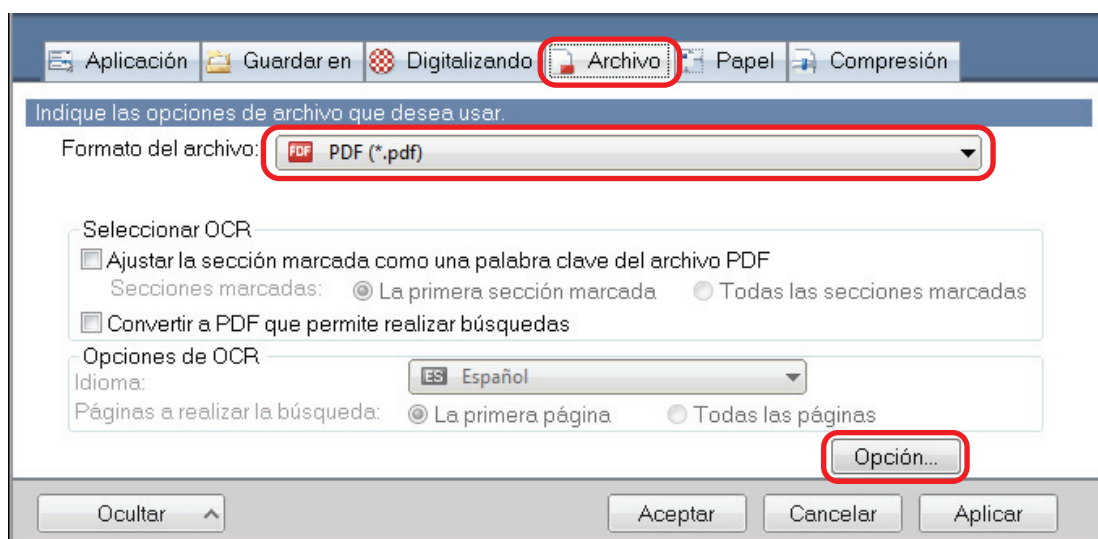 Aplicación Guardar en Digitalizando Archivo Papel Compresión
Indique las opciones de archivo que desea usar.
Formato del archivo: PDF PDF (*.pdf)
Seleccionar OCR
Ajustar la sección marcada como una palabra clave del archivo PDF
Secciones marcadas: La primera sección marcada Todas las secciones marcadas
Convertir a PDF que permite realizar búsquedas
Opciones de OCR
Idioma: ES Español
Páginas a realizar la búsqueda: La primera página Todas las páginas
Opción...
Ocultar Aceptar Cancelar Aplicar